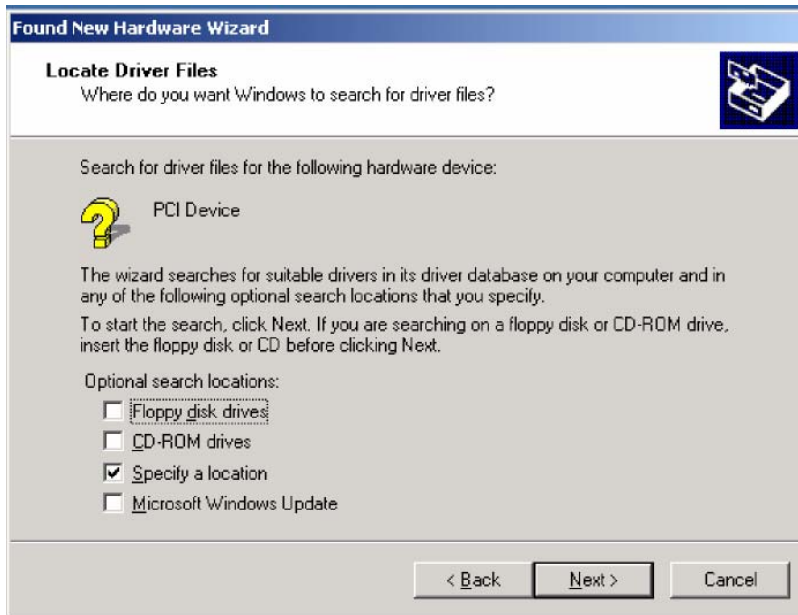 Found New Hardware Wizard
Locate Driver Files
Where do you want Windows to search for driver files?
Search for driver files for the following hardware device:
PCI Device
The wizard searches for suitable drivers in its driver database on your computer and in
any of the following optional search locations that you specify.
To start the search, click Next. If you are searching on a floppy disk or CD-ROM drive,
insert the floppy disk or CD before clicking Next.
Optional search locations:
Floppy disk drives
CD-ROM drives
Specify a location
Microsoft Windows Update
< Back
Next >
Cancel